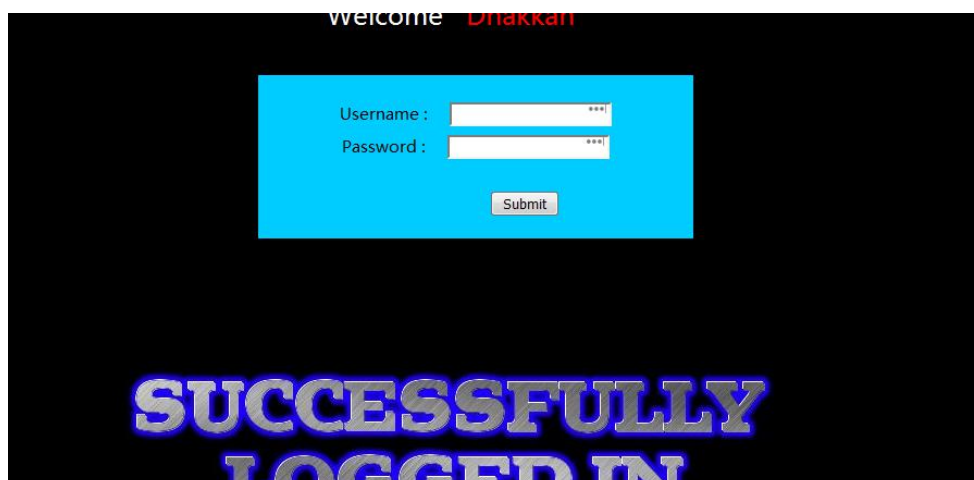 Welcome Dhakkan
Username :
Password :
Submit
SUCCESSFULLY
LOGGED IN